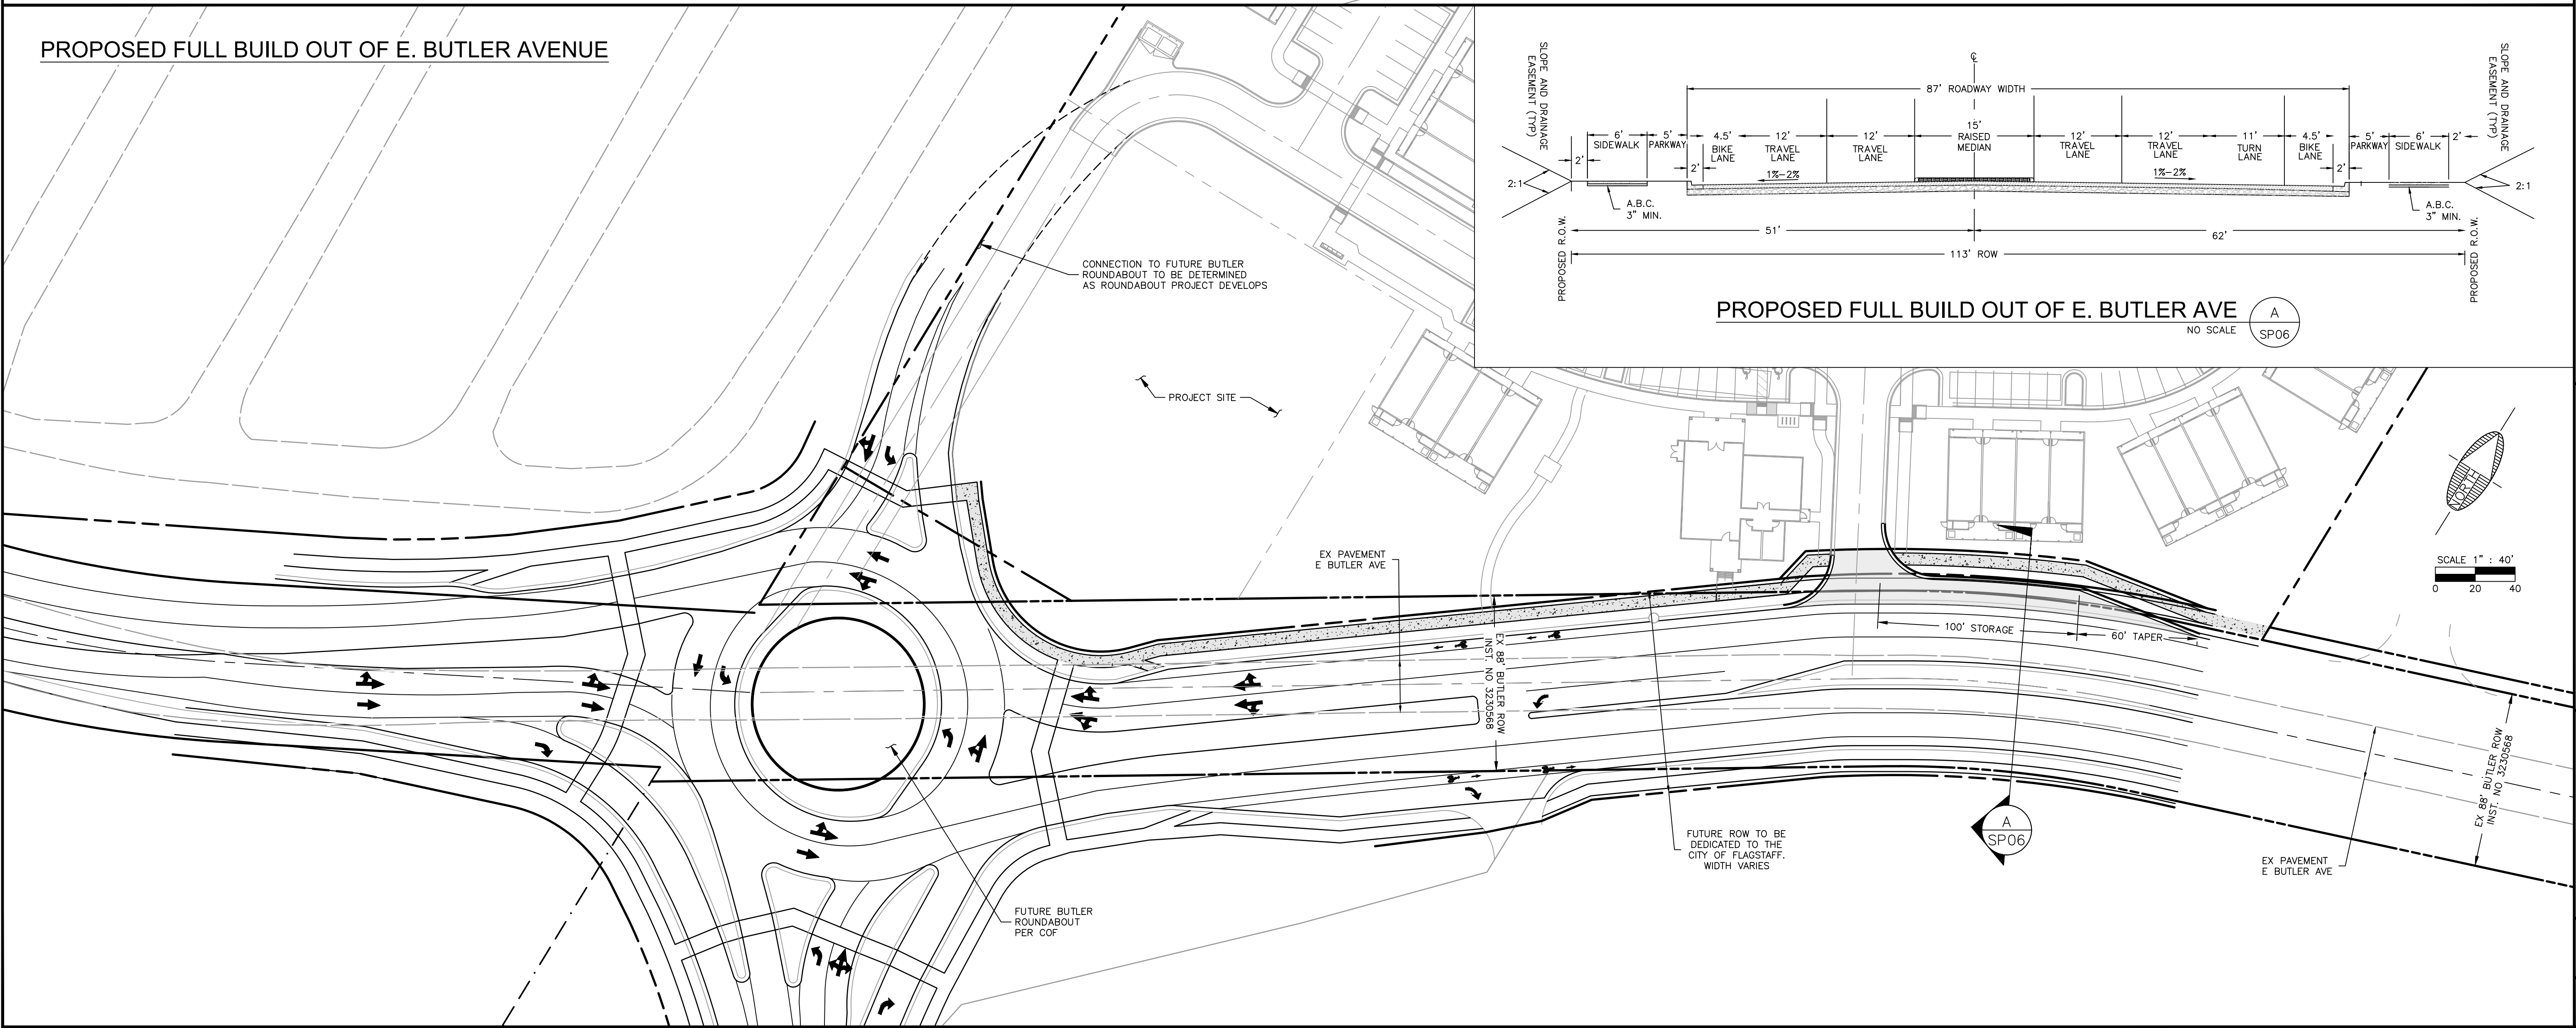 PROPOSED FULL BUILD OUT OF E. BUTLER AVENUE
SLOPE AND DRAINAGE
EASEMENT (TYP)
SLOPE AND DRAINAGE
EASEMENT (TYP)
87' ROADWAY WIDTH
6'
SIDEWALK
5'
PARKWAY
4.5'
BIKE
LANE
12'
TRAVEL
LANE
12'
TRAVEL
LANE
15'
RAISED
MEDIAN
12'
TRAVEL
LANE
12'
TRAVEL
LANE
11'
TURN
LANE
4.5'
BIKE
LANE
5'
PARKWAY
6'
SIDEWALK
2'
2'
2'
2'
1%-2%
1%-2%
2:1
2:1
A.B.C.
3" MIN.
A.B.C.
3" MIN.
PROPOSED R.O.W.
PROPOSED R.O.W.
51'
62'
113' ROW
PROPOSED FULL BUILD OUT OF E. BUTLER AVE
NO SCALE
A
SP06
CONNECTION TO FUTURE BUTLER
ROUNDABOUT TO BE DETERMINED
AS ROUNDABOUT PROJECT DEVELOPS
PROJECT SITE
NORTH
SCALE 1" : 40'
0 20 40
EX PAVEMENT
E BUTLER AVE
EX 88' BUTLER ROW
INST. NO 3230568
100' STORAGE
60' TAPER
EX 88' BUTLER ROW
INST. NO 3230568
FUTURE ROW TO BE
DEDICATED TO THE
CITY OF FLAGSTAFF.
WIDTH VARIES
A
SP06
EX PAVEMENT
E BUTLER AVE
FUTURE BUTLER
ROUNDABOUT
PER COF